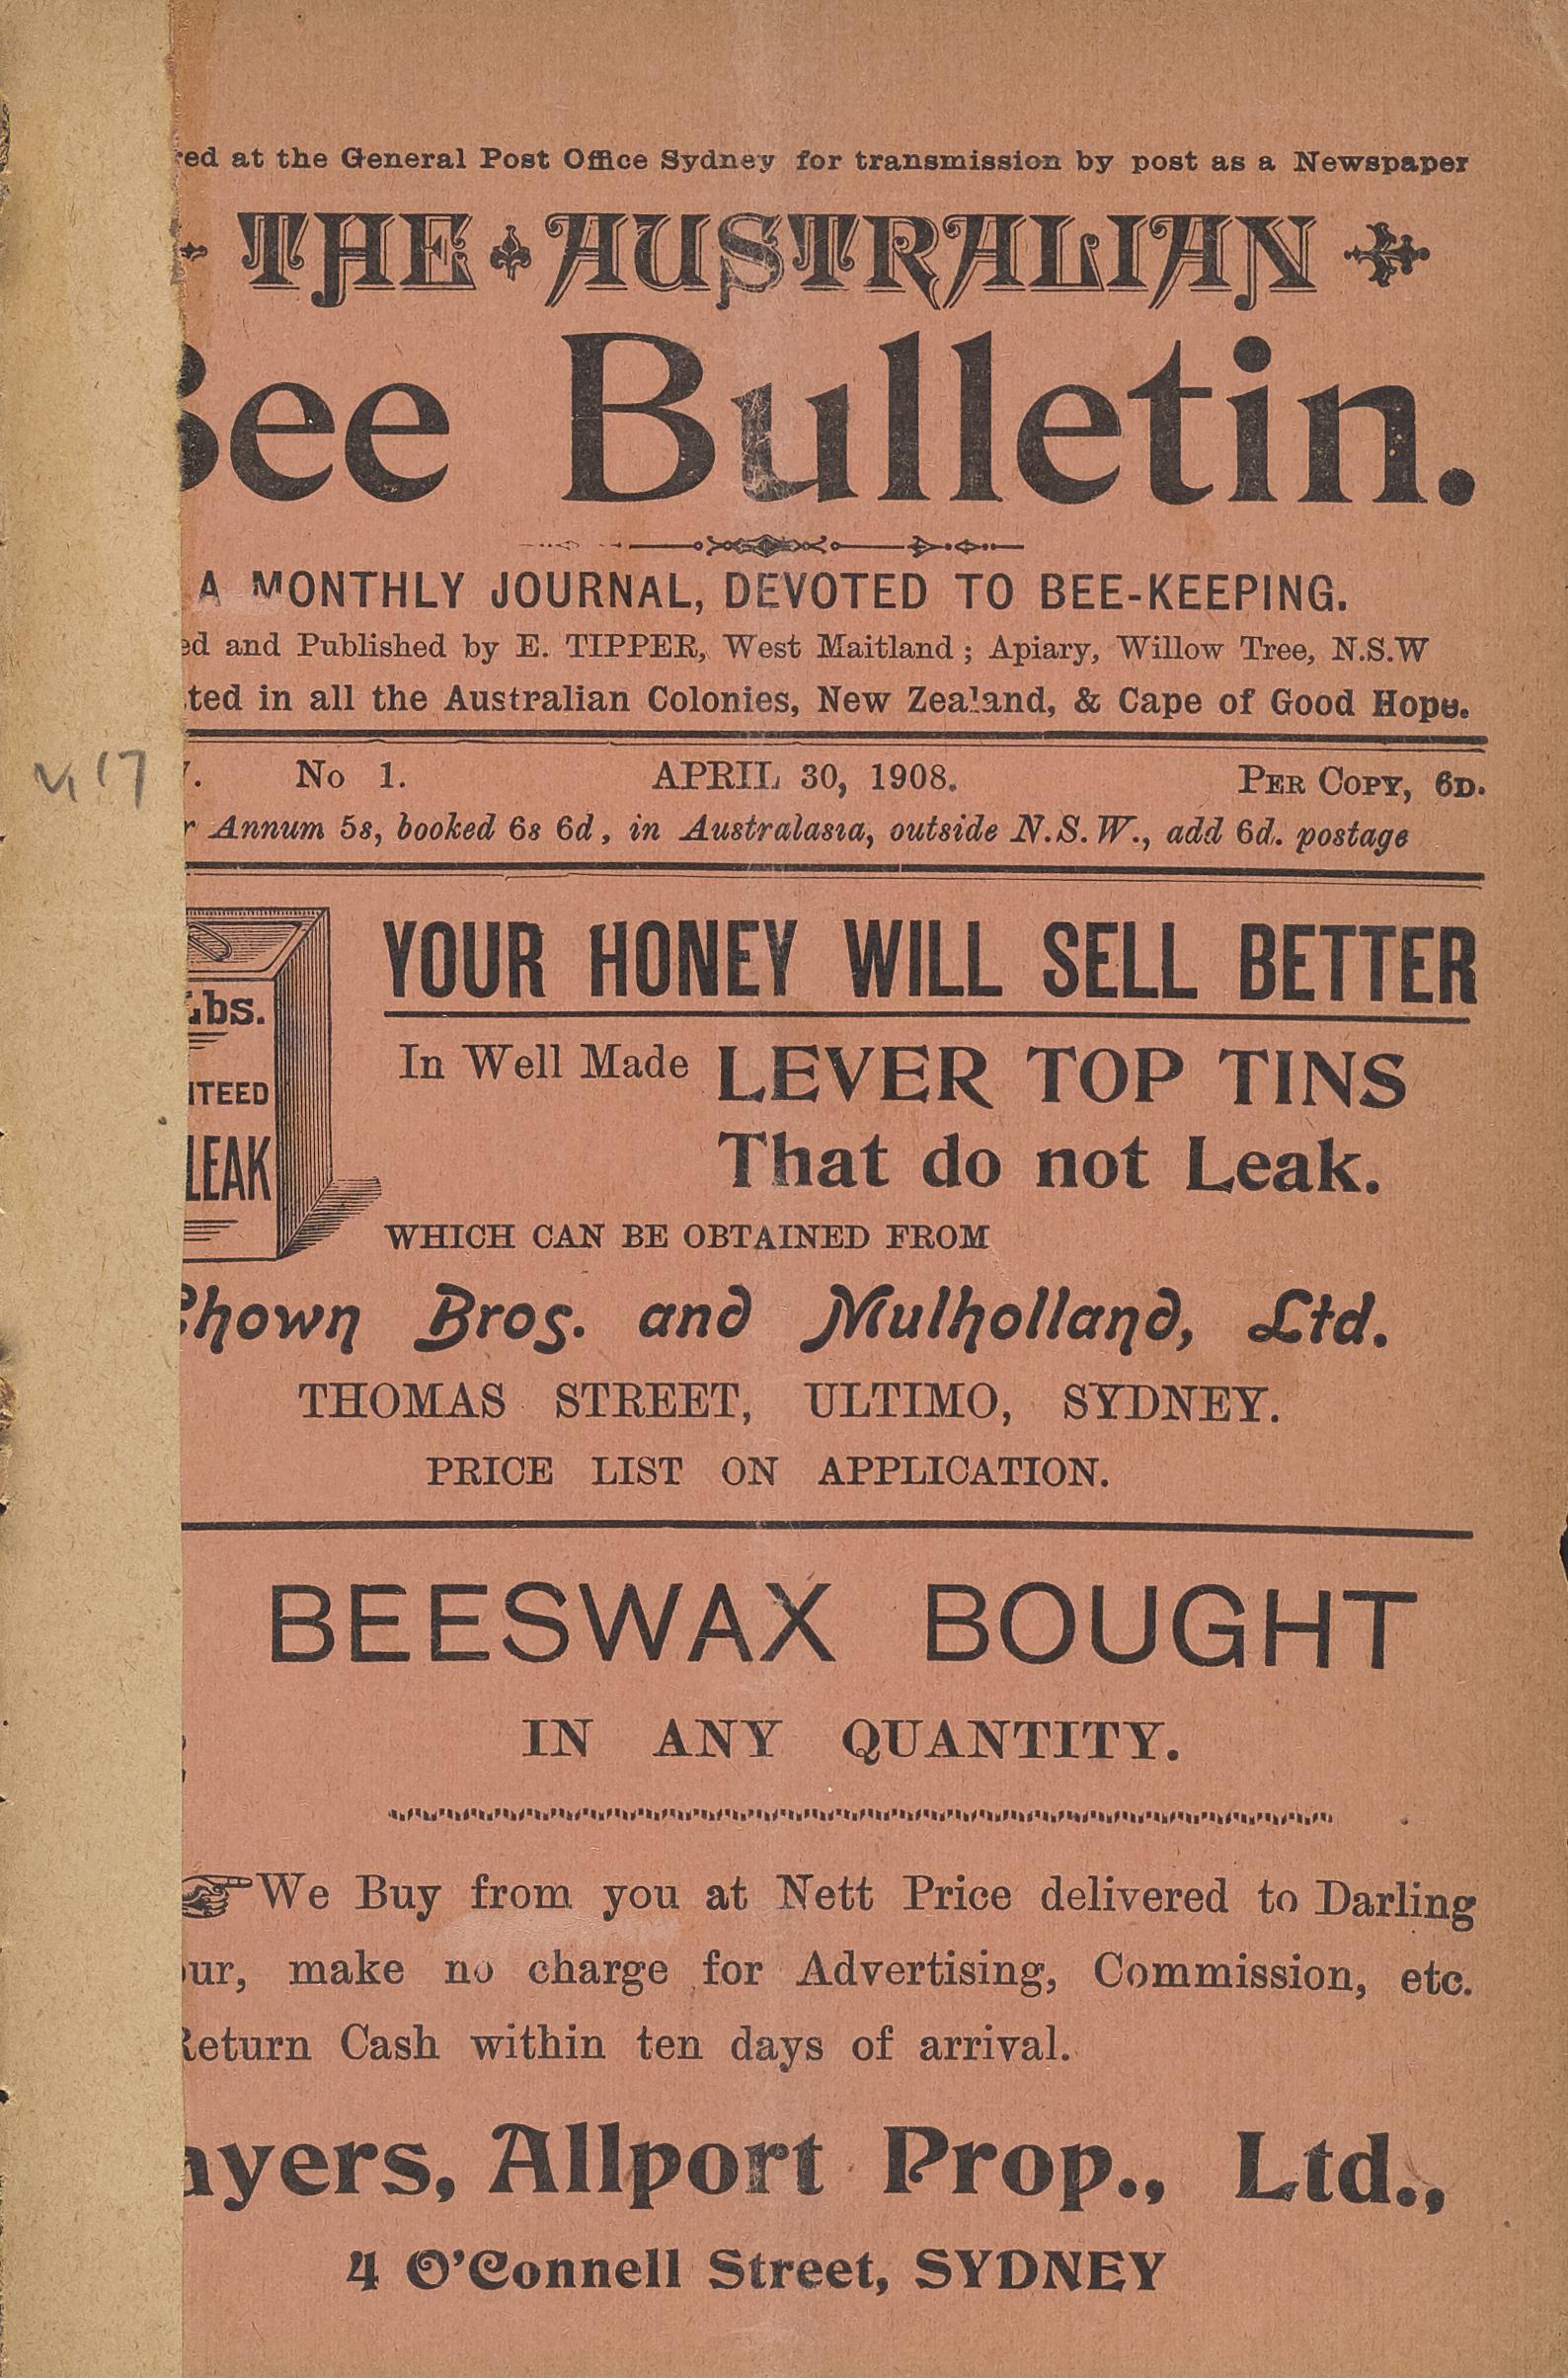 red at the General Post Office Sydney for transmission by post as a Newspaper
THE AUSTRALIAN
Bee Bulletin.
A MONTHLY JOURNAL, DEVOTED TO BEE-KEEPING.
ed and Published by E. TIPPER, West Maitland; Apiary, Willow Tree, N.S.W
ted in all the Australian Colonies, New Zealand, & Cape of Good Hope.
No 1. APRIL 30, 1908. PER COPY, 6D.
r Annum 5s, booked 6s 6d, in Australasia, outside N.S.W., add 6d. postage
Lbs.
TEED
LEAK
YOUR HONEY WILL SELL BETTER
In Well Made LEVER TOP TINS
That do not Leak.
WHICH CAN BE OBTAINED FROM
Chown Bros. and Mulholland, Ltd.
THOMAS STREET, ULTIMO, SYDNEY.
PRICE LIST ON APPLICATION.
BEESWAX BOUGHT
IN ANY QUANTITY.
We Buy from you at Nett Price delivered to Darling
our, make no charge for Advertising, Commission, etc.
Return Cash within ten days of arrival.
ayers, Allport Prop., Ltd.,
4 O'Connell Street, SYDNEY